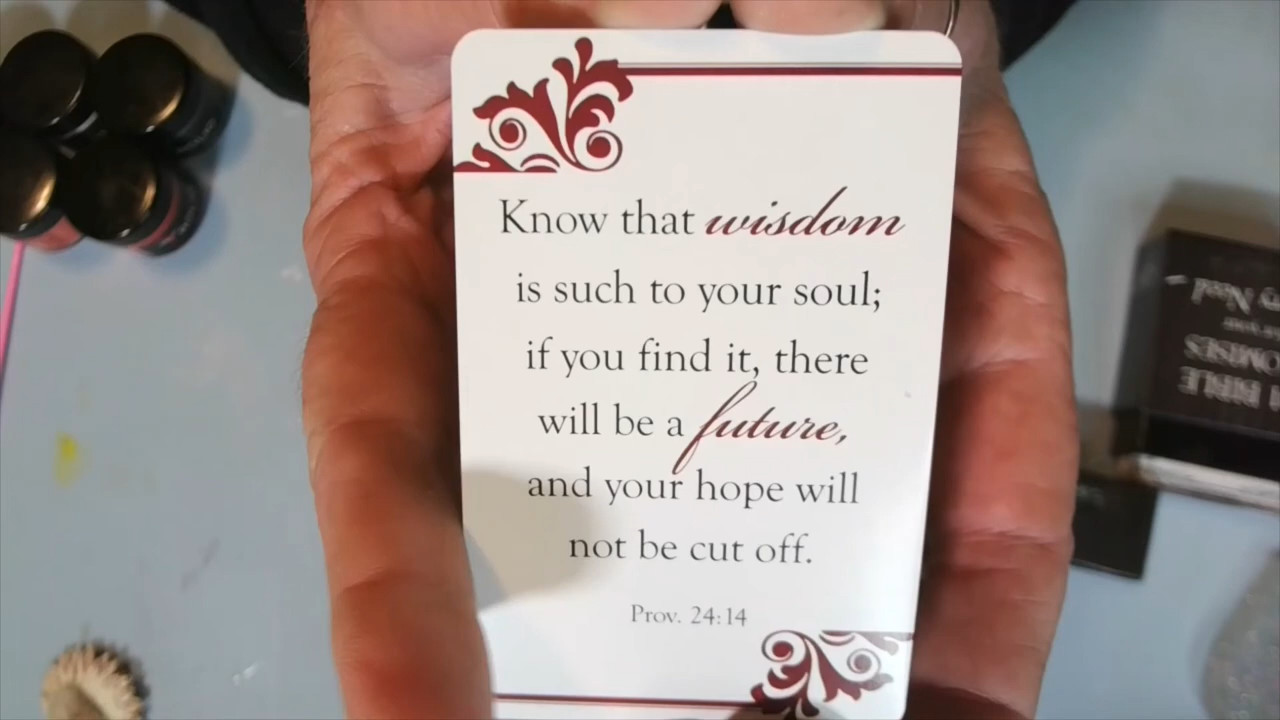 Know that wisdom
is such to your soul;
if you find it, there
will be a future,
and your hope will
not be cut off.
Prov. 24:14
BIBLE